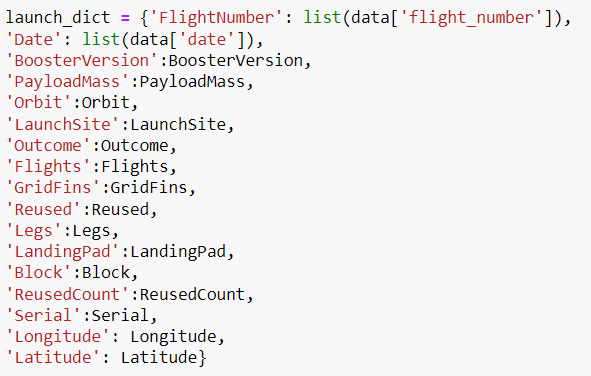 launch_dict = {'FlightNumber': list(data['flight_number']),
'Date': list(data['date']),
'BoosterVersion':BoosterVersion,
'PayloadMass':PayloadMass,
'Orbit':Orbit,
'LaunchSite':LaunchSite,
'Outcome':Outcome,
'Flights':Flights,
'GridFins':GridFins,
'Reused':Reused,
'Legs':Legs,
'LandingPad':LandingPad,
'Block':Block,
'ReusedCount':ReusedCount,
'Serial':Serial,
'Longitude': Longitude,
'Latitude': Latitude}